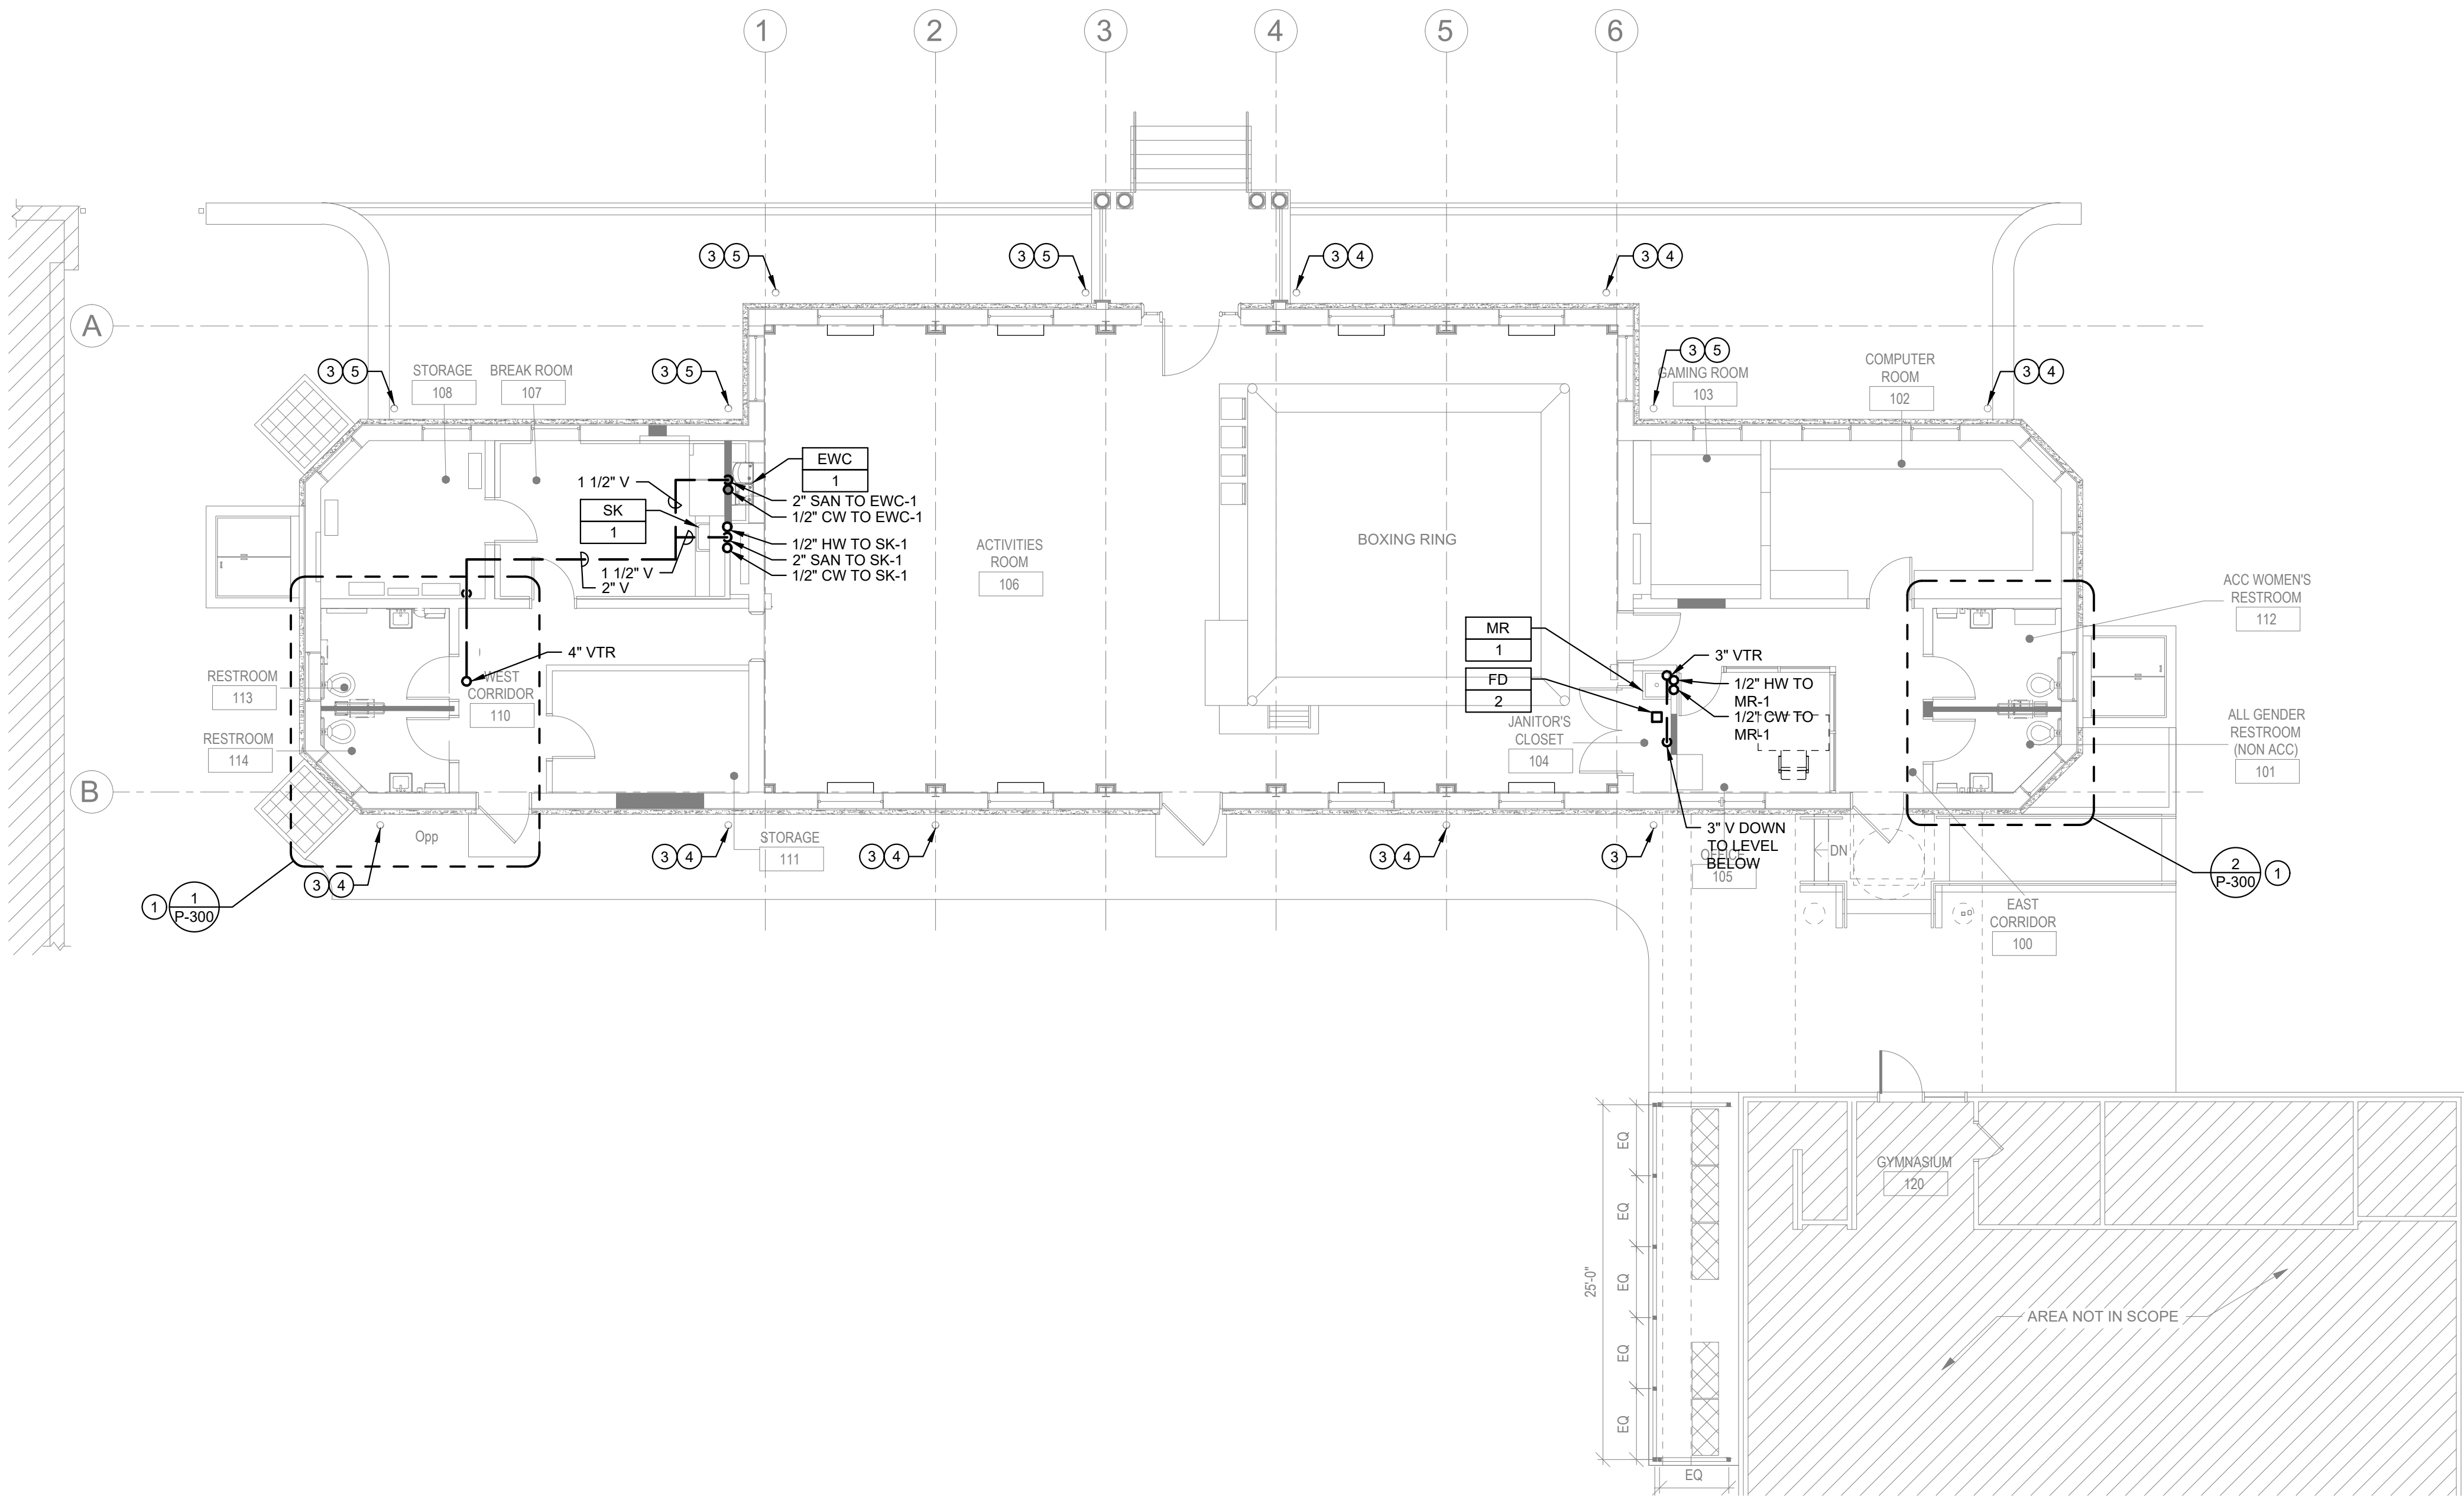 1
2
3
4
5
6
A
B
3 5
3 5
3 4
3 4
3 5
STORAGE
108
BREAK ROOM
107
3 5
3 5
GAMING ROOM
103
COMPUTER
ROOM
102
3 4
EWC
1
1 1/2" V
2" SAN TO EWC-1
1/2" CW TO EWC-1
SK
1
1/2" HW TO SK-1
2" SAN TO SK-1
1/2" CW TO SK-1
1 1/2" V
2" V
ACTIVITIES
ROOM
106
BOXING RING
ACC WOMEN'S
RESTROOM
112
MR
1
FD
2
3" VTR
1/2" HW TO
MR-1
1/2" CW TO
MR-1
4" VTR
RESTROOM
113
WEST
CORRIDOR
110
JANITOR'S
CLOSET
104
ALL GENDER
RESTROOM
(NON ACC)
101
RESTROOM
114
Opp
STORAGE
111
3" V DOWN
TO LEVEL
BELOW
OFFICE
105
DN
3 4
3 4
3 4
3 4
3
1
1
P-300
2
P-300
1
EAST
CORRIDOR
100
25'-0"
EQ
EQ
EQ
EQ
EQ
EQ
GYMNASIUM
120
AREA NOT IN SCOPE